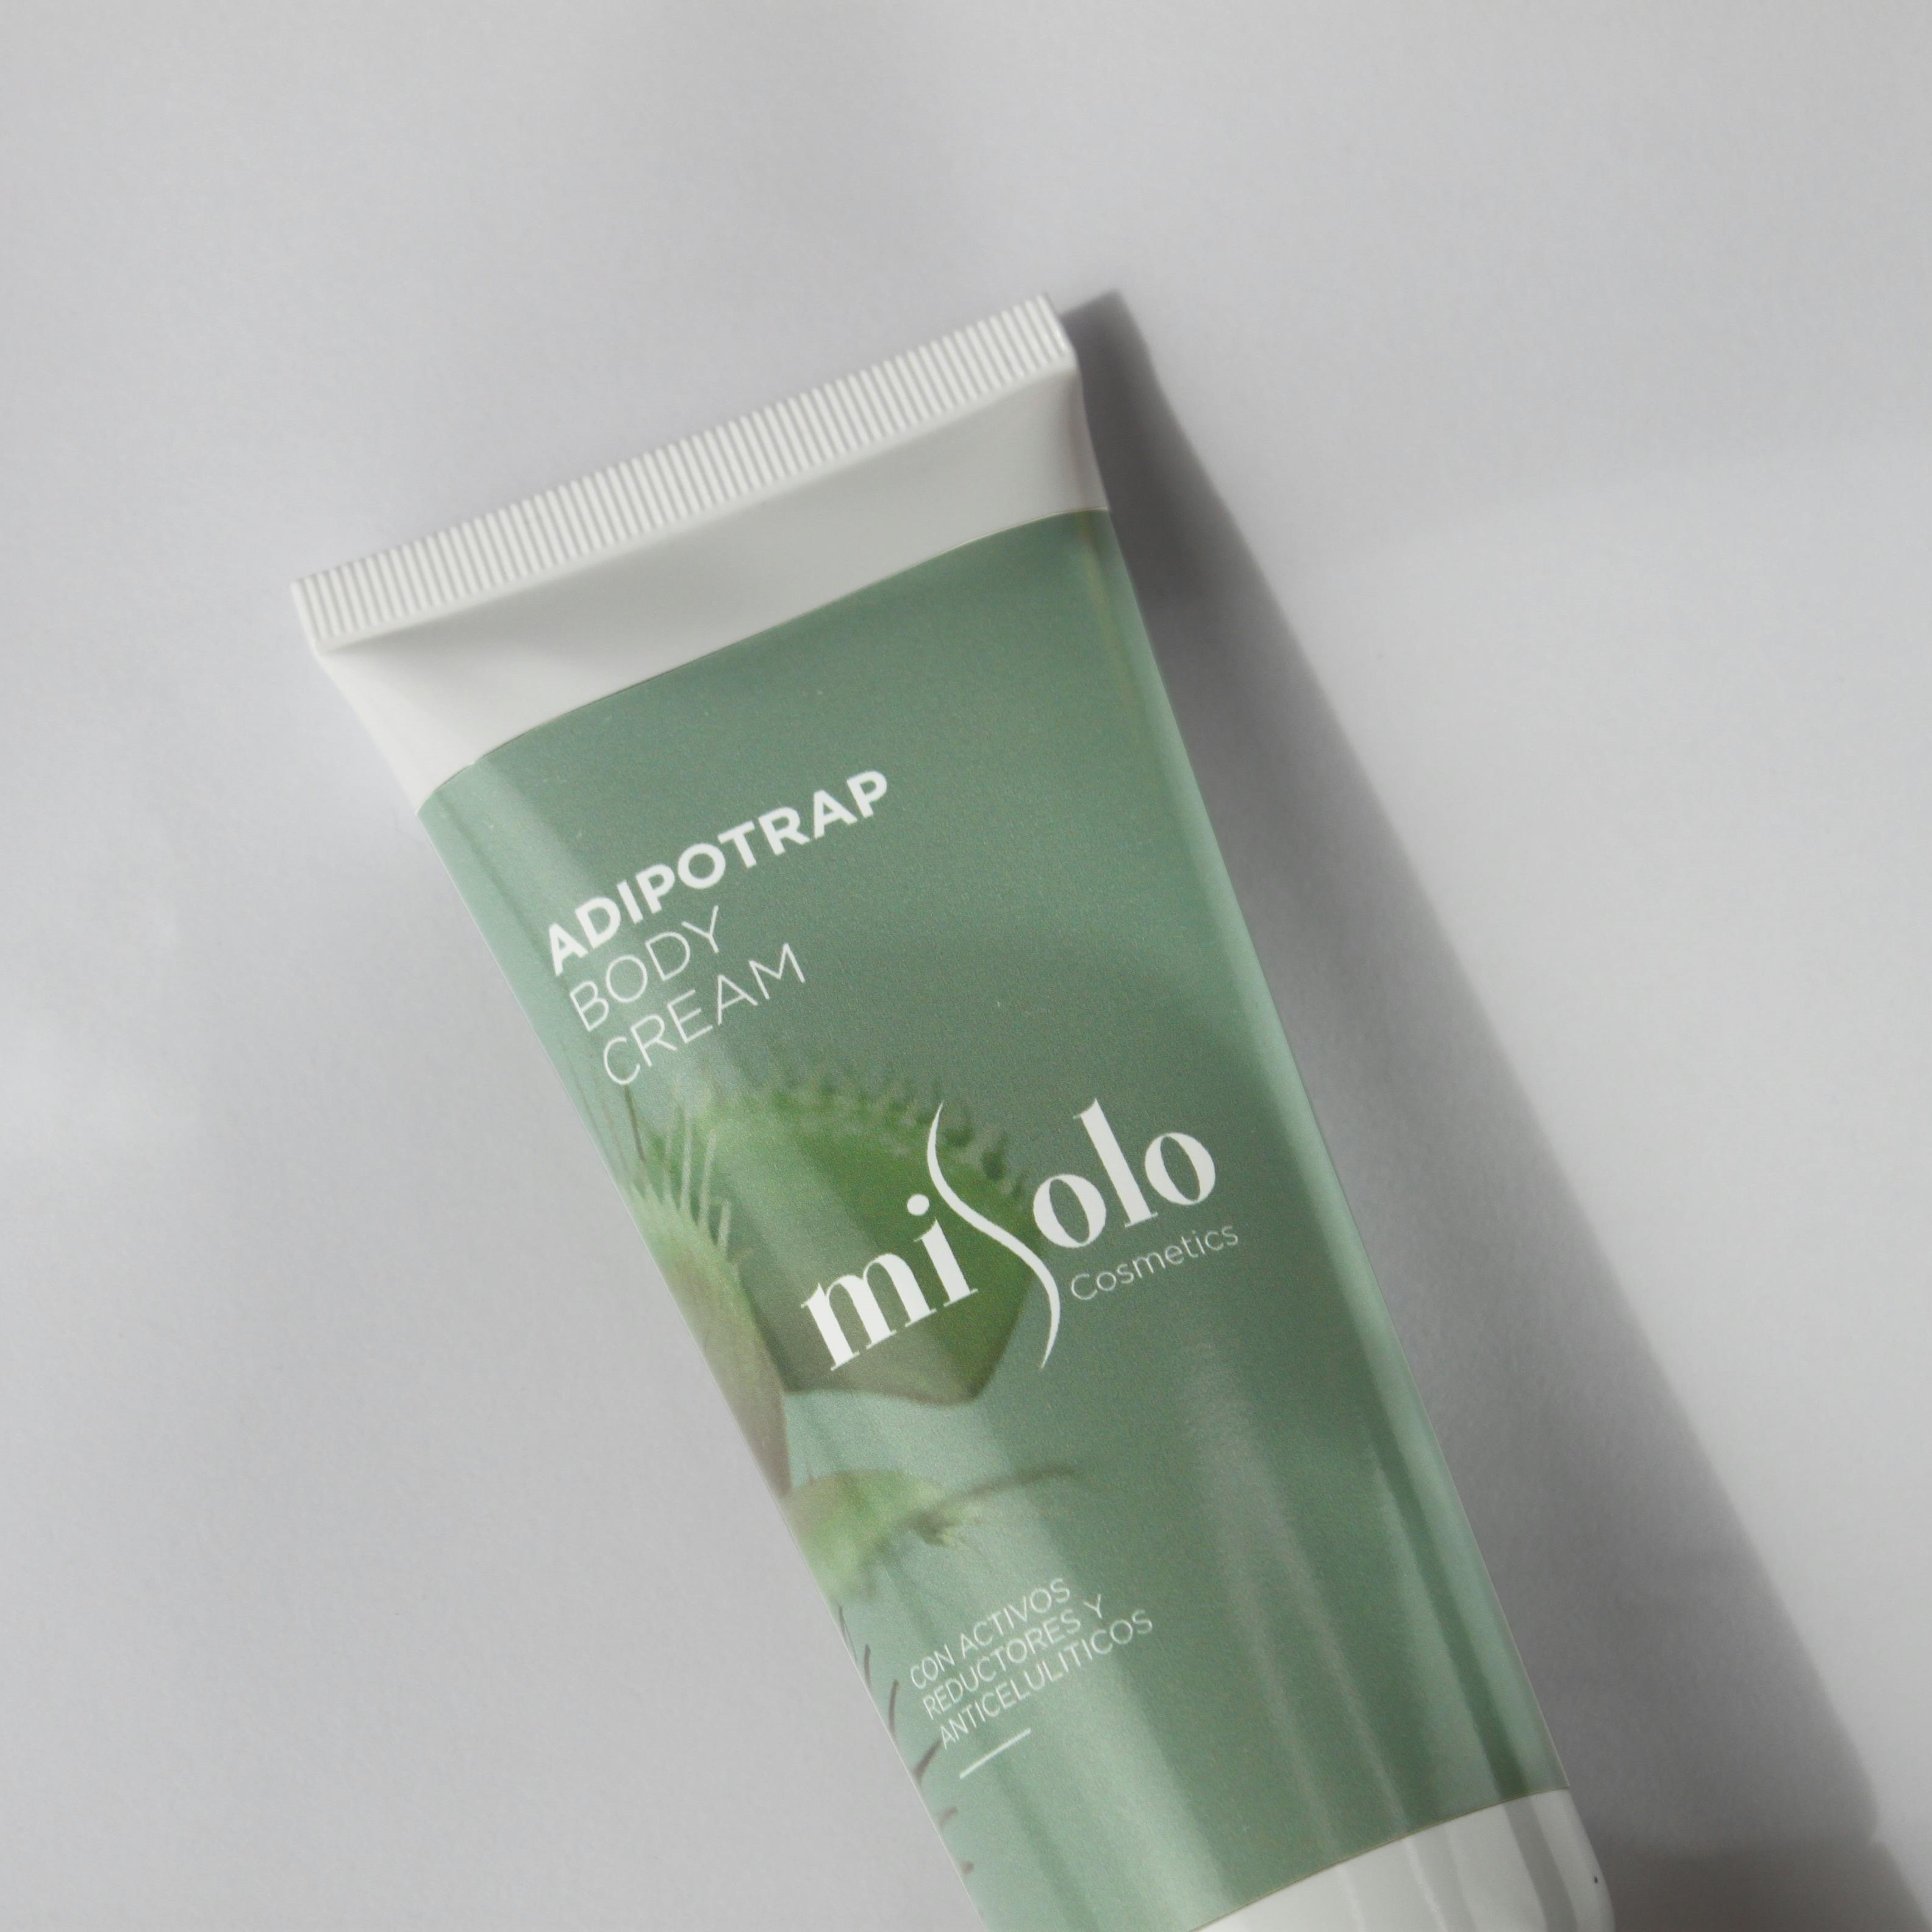 ADIPOTRAP
BODY
CREAM
miSolo
Cosmetics
CON ACTIVOS
REDUCTORES Y
ANTICELULITICOS